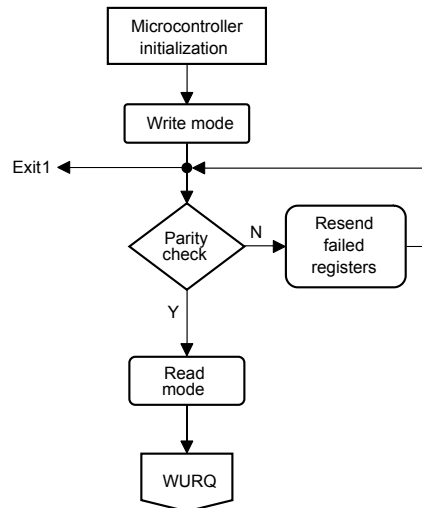 Microcontroller
initialization
Write mode
Exit1
Parity
check
N
Resend
failed
registers
Y
Read
mode
WURQ